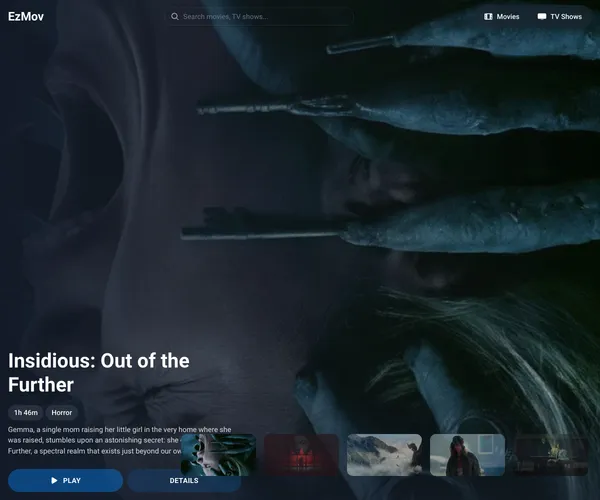 EzMov
Search movies, TV shows...
Movies
TV Shows
Insidious: Out of the
Further
1h 46m
Horror
Gemma, a single mom raising her little girl in the very home where she
was raised, stumbles upon an astonishing secret: she
Further, a spectral realm that exists just beyond our
PLAY
DETAILS